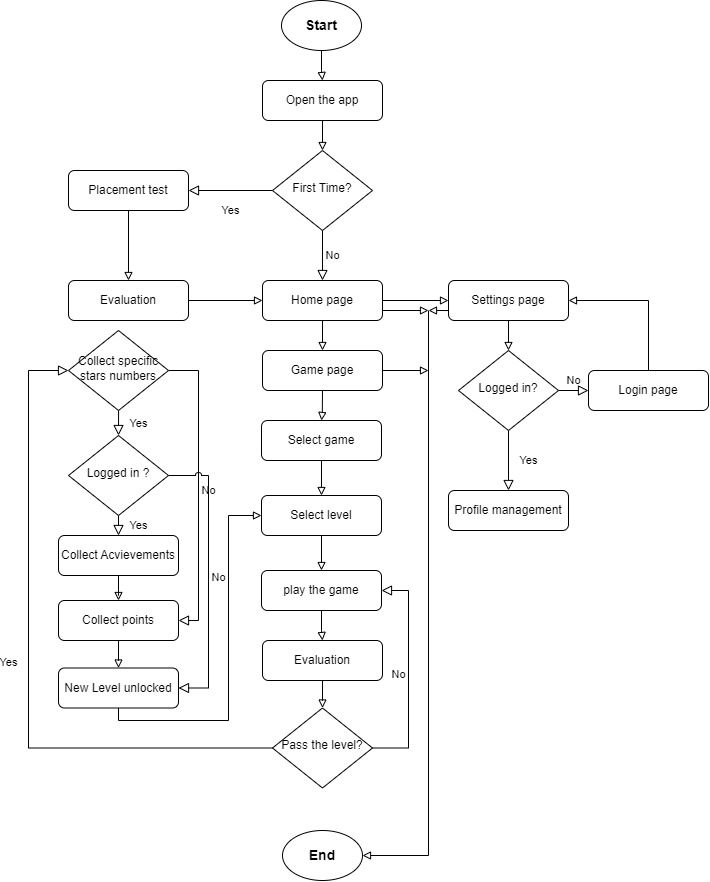 Start
Open the app
First Time?
Placement test
Yes
No
Evaluation
Home page
Settings page
Collect specific
stars numbers
Game page
Logged in?
No
Login page
Yes
Select game
Logged in ?
Yes
Profile management
No
Select level
Yes
Collect Acvievements
No
play the game
Collect points
Evaluation
Yes
No
New Level unlocked
Pass the level?
End